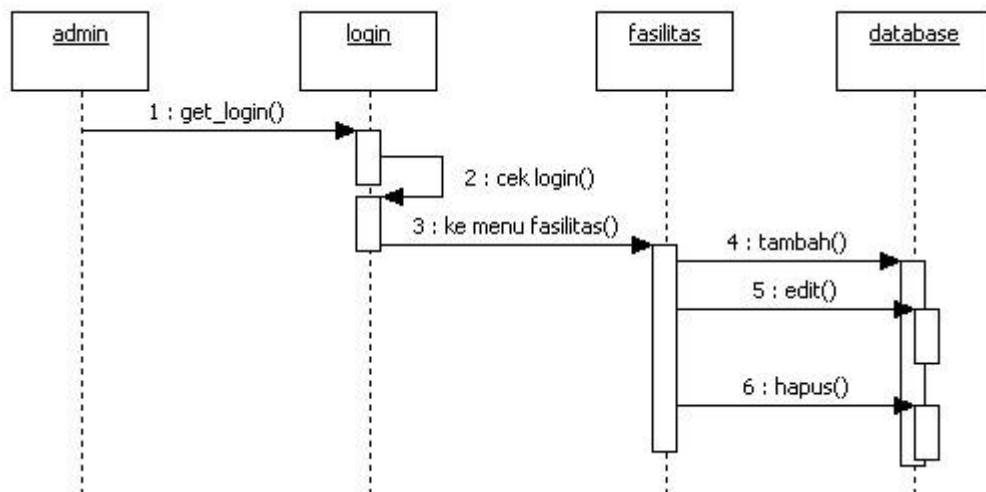 admin
login
fasilitas
database
1 : get_login()
2 : cek login()
3 : ke menu fasilitas()
4 : tambah()
5 : edit()
6 : hapus()